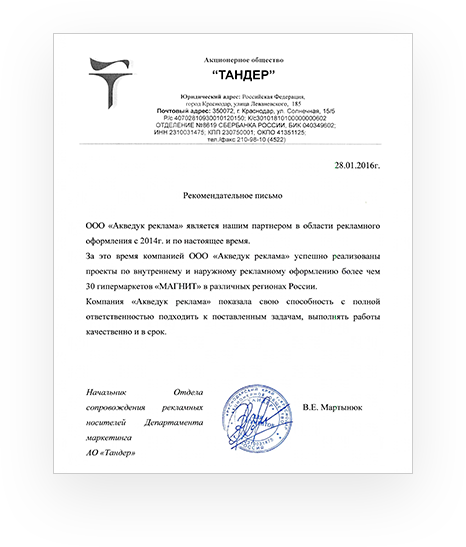 Акционерное общество
“ТАНДЕР”
Юридический адрес: Российская Федерация,
город Краснодар, улица Леваневского, 185
Почтовый адрес: 350072, г. Краснодар, ул. Солнечная, 15/5
Р/с 40702810930010120150; К/с30101810100000000602
ОТДЕЛЕНИЕ №8619 СБЕРБАНКА РОССИИ, БИК 040349602;
ИНН 2310031475; КПП 230750001; ОКПО 41351125;
тел./факс 210-98-10 (4522)
28.01.2016г.
Рекомендательное письмо
ООО «Акведук реклама» является нашим партнером в области рекламного
оформления с 2014г. и по настоящее время.
За это время компанией ООО «Акведук реклама» успешно реализованы
проекты по внутреннему и наружному рекламному оформлению более чем
30 гипермаркетов «МАГНИТ» в различных регионах России.
Компания «Акведук реклама» показала свою способность с полной
ответственностью подходить к поставленным задачам, выполнять работы
качественно и в срок.
Начальник Отдела
сопровождения рекламных
носителей Департамента
маркетинга
АО «Тандер»
В.Е. Мартынюк